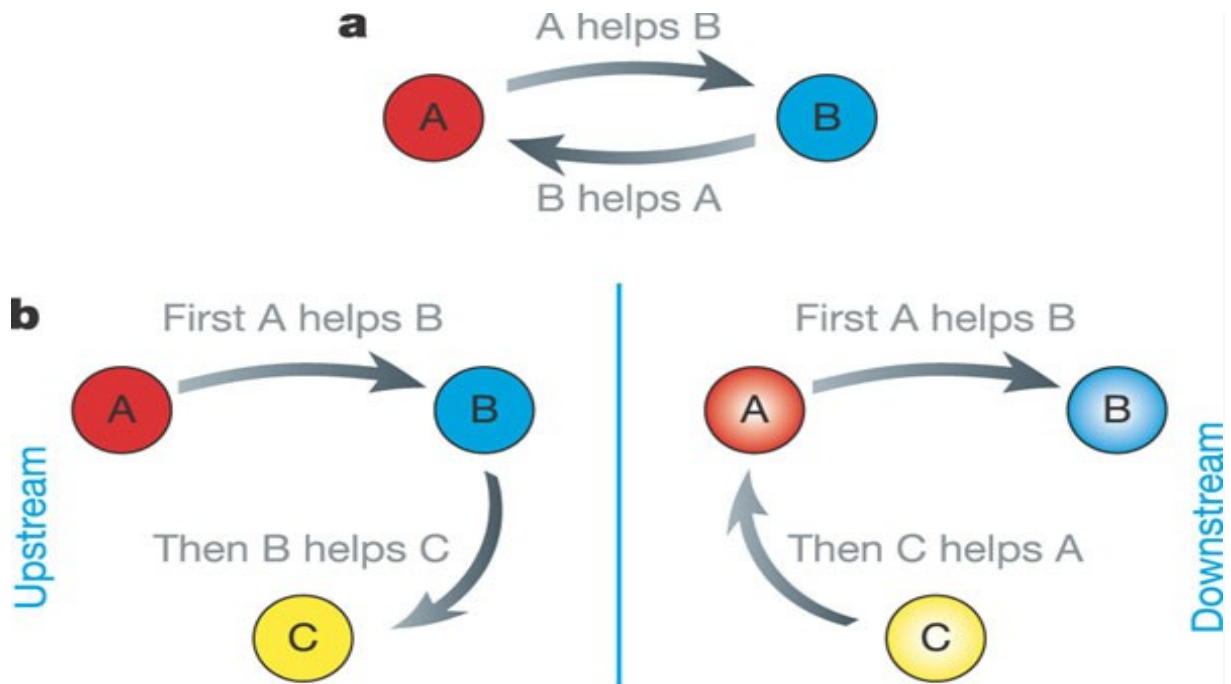 a
A helps B
A
B
B helps A
b
Upstream
First A helps B
A
B
Then B helps C
C
First A helps B
A
B
Then C helps A
C
Downstream